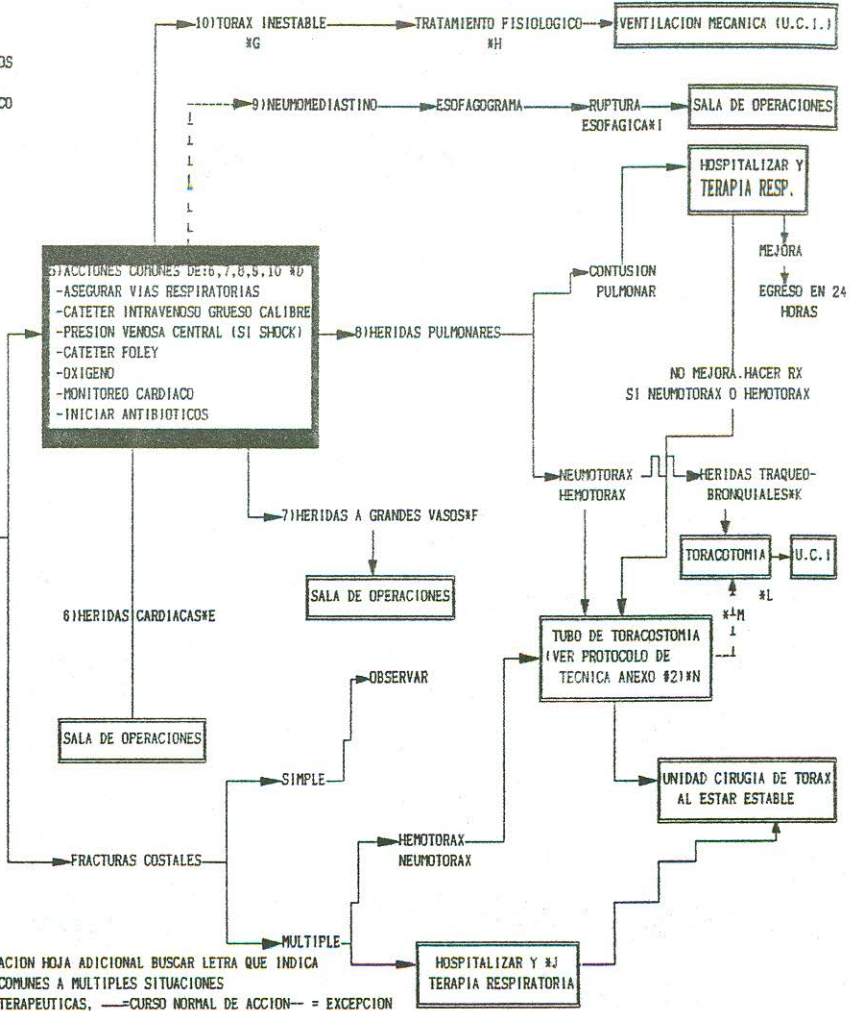 10)TORAX INESTABLE
*G
TRATAMIENTO FISIOLOGICO
*H
VENTILACION MECANICA (U.C.I.)
OS
CO
9)NEUMOMEDIASTINO
ESOFAGOGRAMA
RUPTURA
ESOFAGICA*I
SALA DE OPERACIONES
HOSPITALIZAR Y
TERAPIA RESP.
MEJORA
EGRESO EN 24
HORAS
5)ACCIONES COMUNES DE:6,7,8,9,10 *D
-ASEGURAR VIAS RESPIRATORIAS
-CATETER INTRAVENOSO GRUESO CALIBRE
-PRESION VENOSA CENTRAL (SI SHOCK)
-CATETER FOLEY
-OXIGENO
-MONITOREO CARDIACO
-INICIAR ANTIBIOTICOS
8)HERIDAS PULMONARES
CONTUSION
PULMONAR
NO MEJORA.HACER RX
SI NEUMOTORAX O HEMOTORAX
NEUMOTORAX
HEMOTORAX
HERIDAS TRAQUEO-
BRONQUIALES*K
TORACOTOMIA
U.C.I
*L
*M
7)HERIDAS A GRANDES VASOS*F
SALA DE OPERACIONES
6)HERIDAS CARDIACAS*E
SALA DE OPERACIONES
TUBO DE TORACOSTOMIA
(VER PROTOCOLO DE
TECNICA ANEXO #2)*N
UNIDAD CIRUGIA DE TORAX
AL ESTAR ESTABLE
OBSERVAR
SIMPLE
FRACTURAS COSTALES
HEMOTORAX
NEUMOTORAX
MULTIPLE
HOSPITALIZAR Y *J
TERAPIA RESPIRATORIA
ACION HOJA ADICIONAL BUSCAR LETRA QUE INDICA
COMUNES A MULTIPLES SITUACIONES
TERAPEUTICAS, —=CURSO NORMAL DE ACCION-- = EXCEPCION